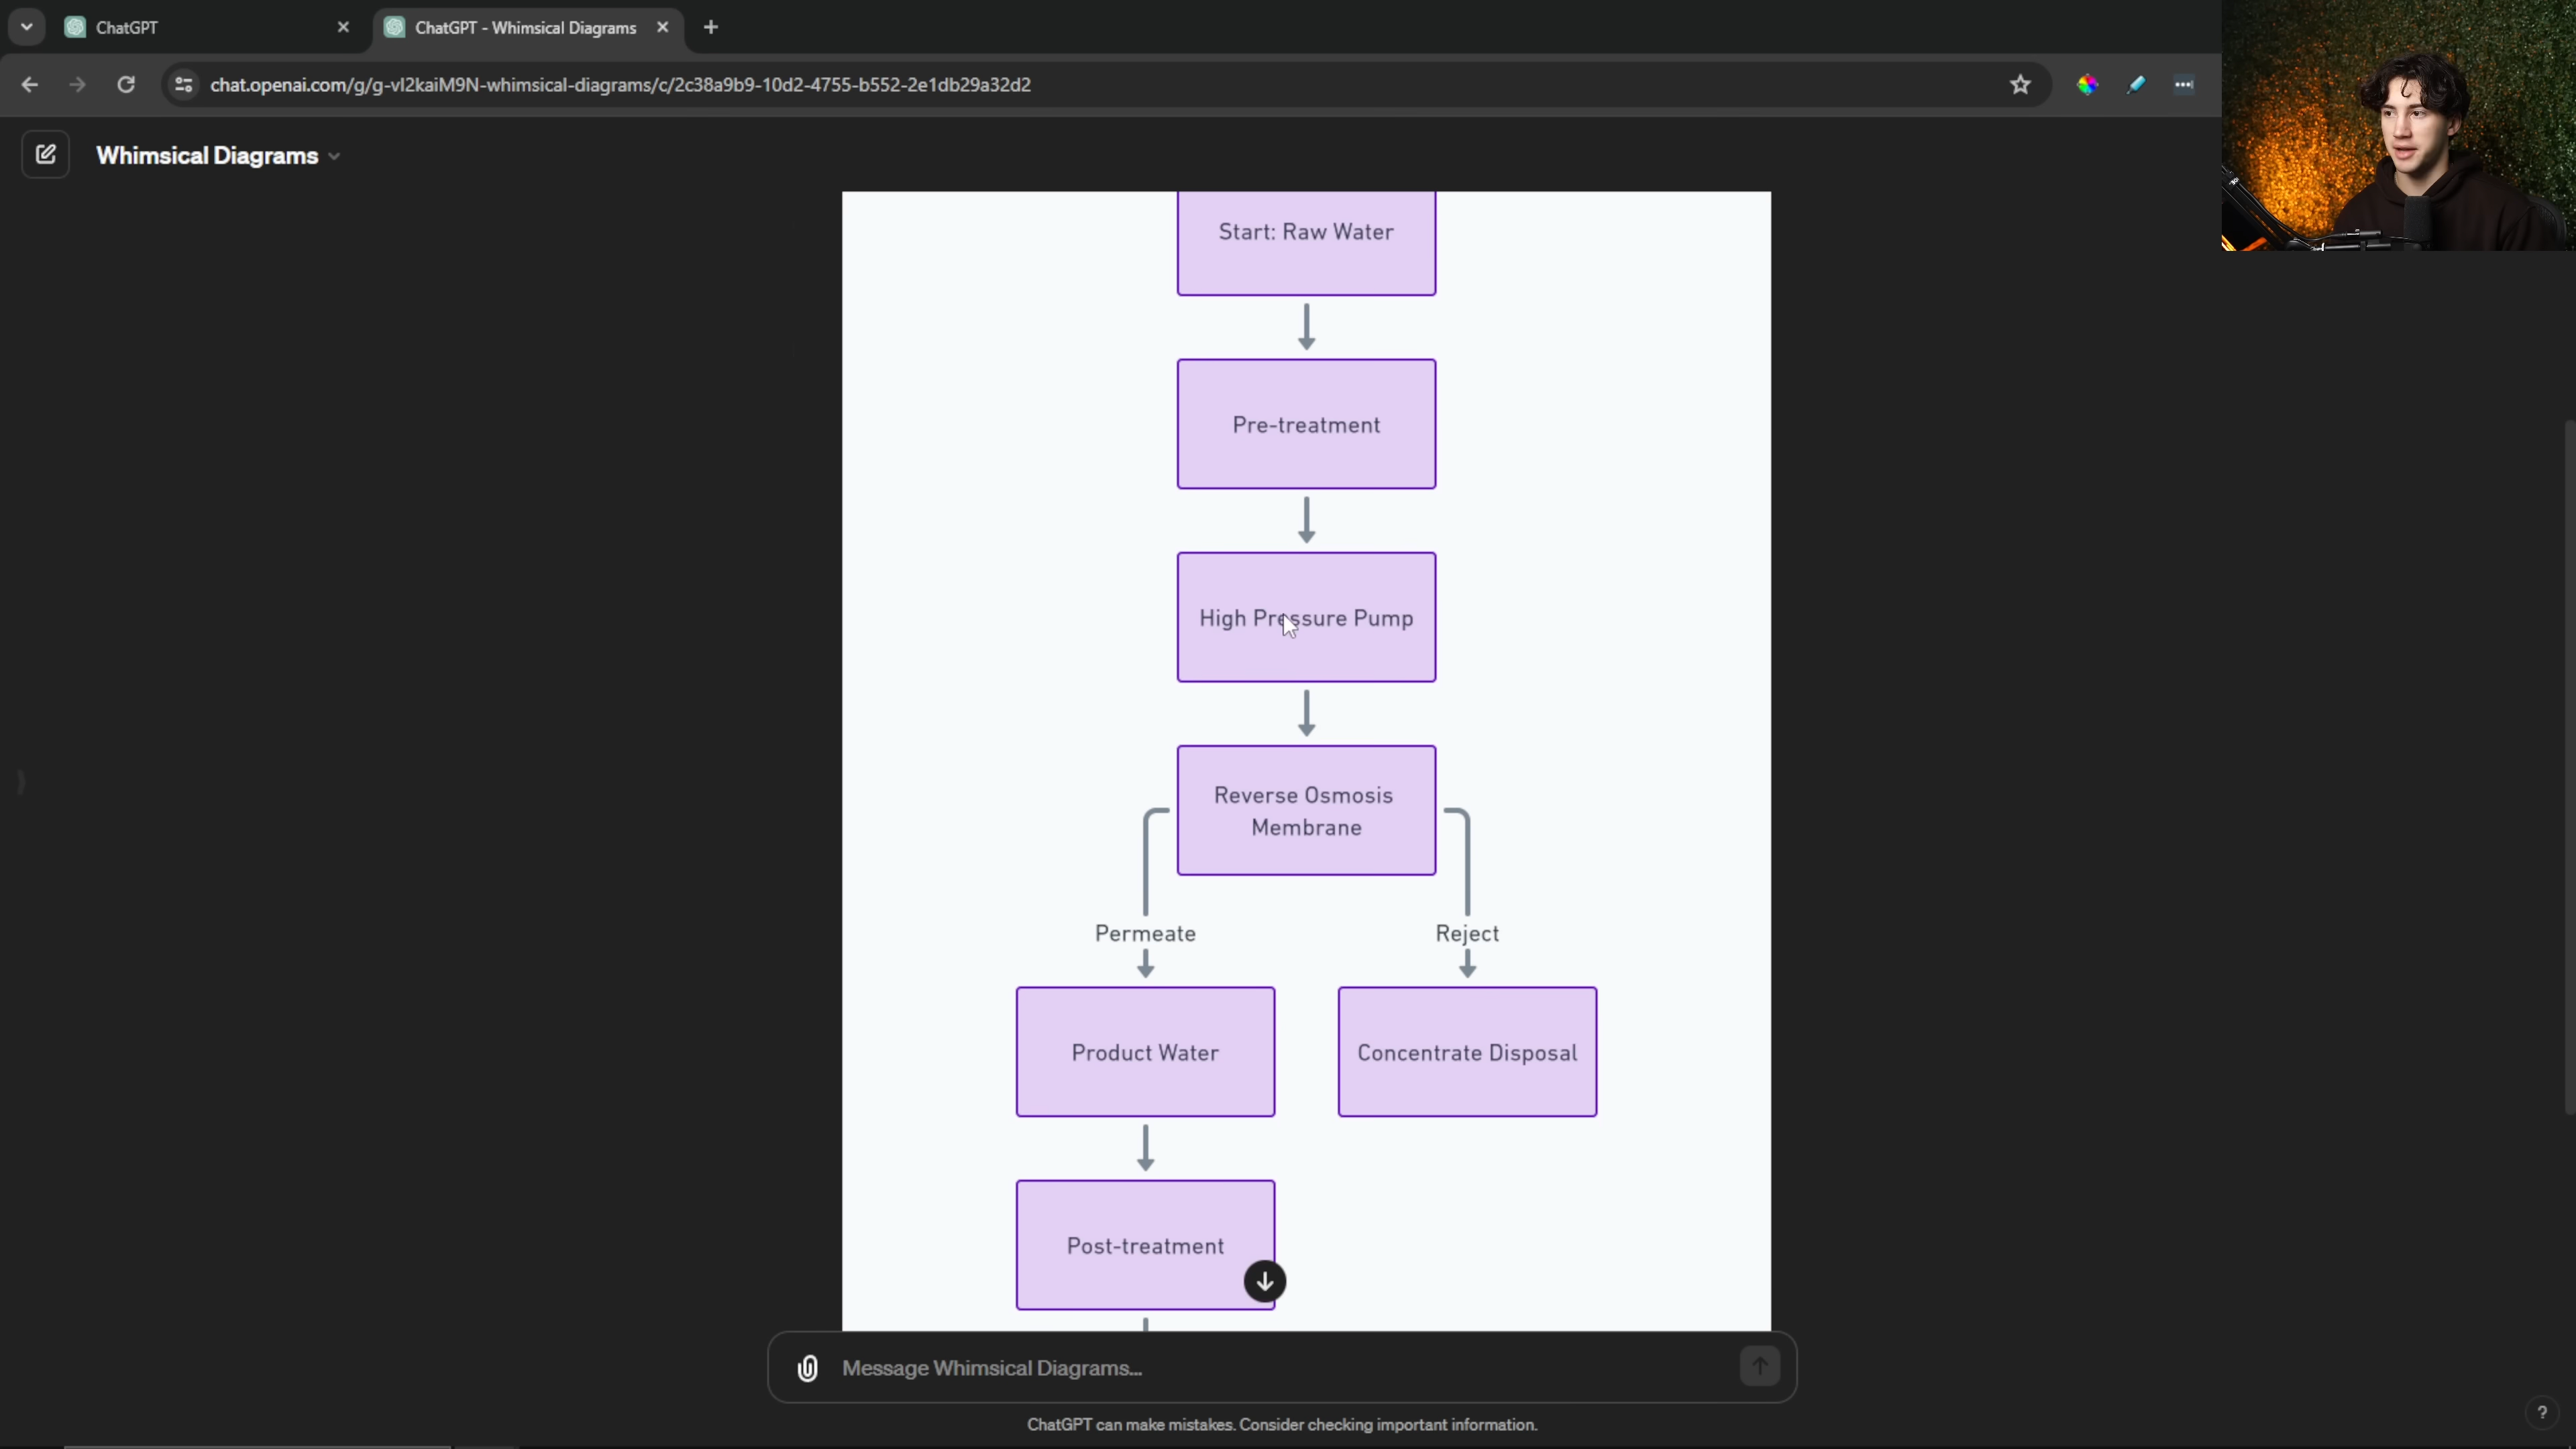 ChatGPT
ChatGPT - Whimsical Diagrams
chat.openai.com/g/g-vI2kaiM9N-whimsical-diagrams/c/2c38a9b9-10d2-4755-b552-2e1db29a32d2
Whimsical Diagrams
Start: Raw Water
Pre-treatment
High Pressure Pump
Reverse Osmosis
Membrane
Permeate
Reject
Product Water
Concentrate Disposal
Post-treatment
Message Whimsical Diagrams...
ChatGPT can make mistakes. Consider checking important information.
?